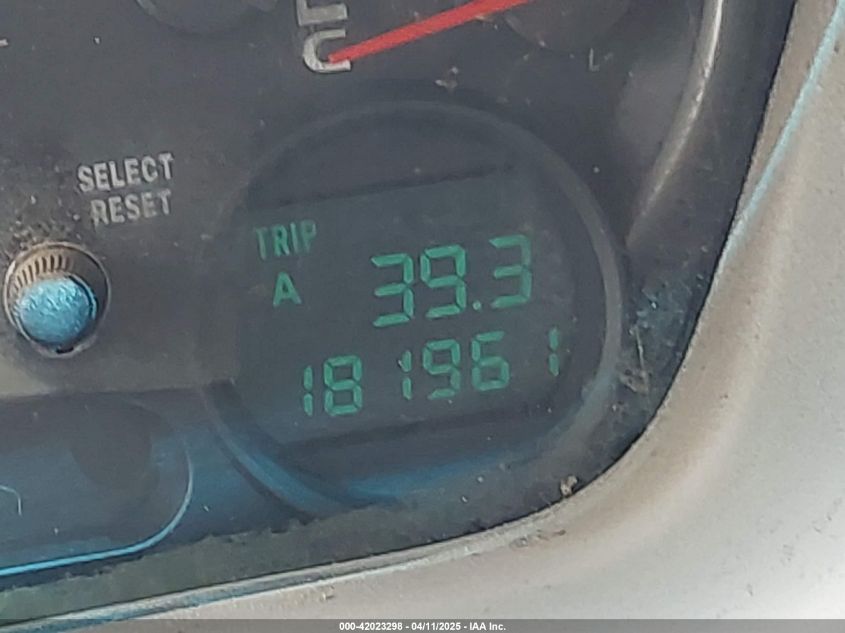 C
SELECT
RESET
TRIP
A 39.3
181961
000-42023298 - 04/11/2025 - IAA Inc.